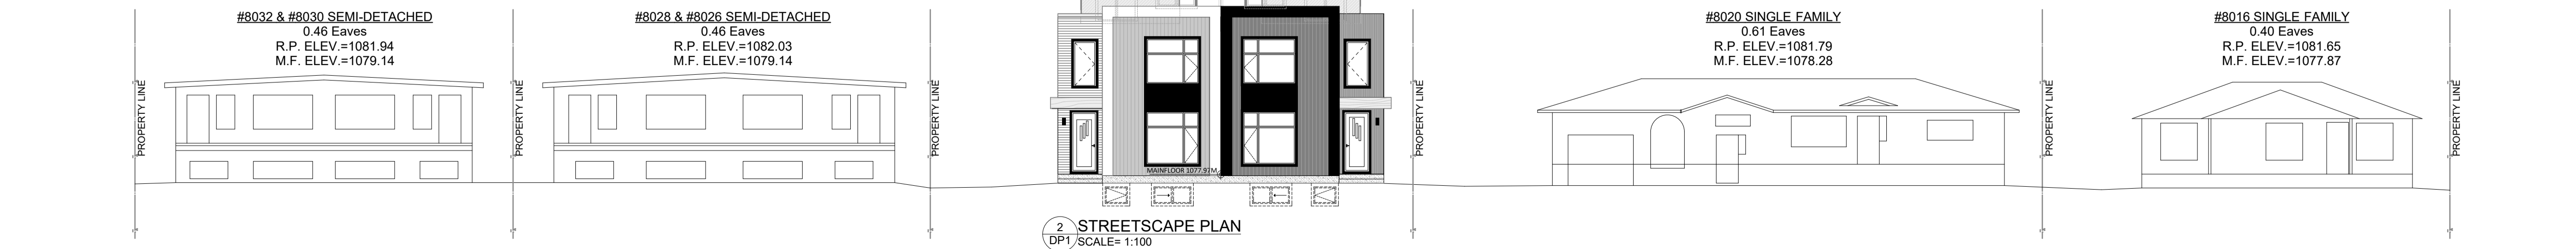 #8032 & #8030 SEMI-DETACHED
0.46 Eaves
R.P. ELEV.=1081.94
M.F. ELEV.=1079.14
#8028 & #8026 SEMI-DETACHED
0.46 Eaves
R.P. ELEV.=1082.03
M.F. ELEV.=1079.14
#8020 SINGLE FAMILY
0.61 Eaves
R.P. ELEV.=1081.79
M.F. ELEV.=1078.28
#8016 SINGLE FAMILY
0.40 Eaves
R.P. ELEV.=1081.65
M.F. ELEV.=1077.87
PROPERTY LINE
PROPERTY LINE
PROPERTY LINE
PROPERTY LINE
PROPERTY LINE
PROPERTY LINE
MAINFLOOR 1077.97M
2
DP1
STREETSCAPE PLAN
SCALE= 1:100